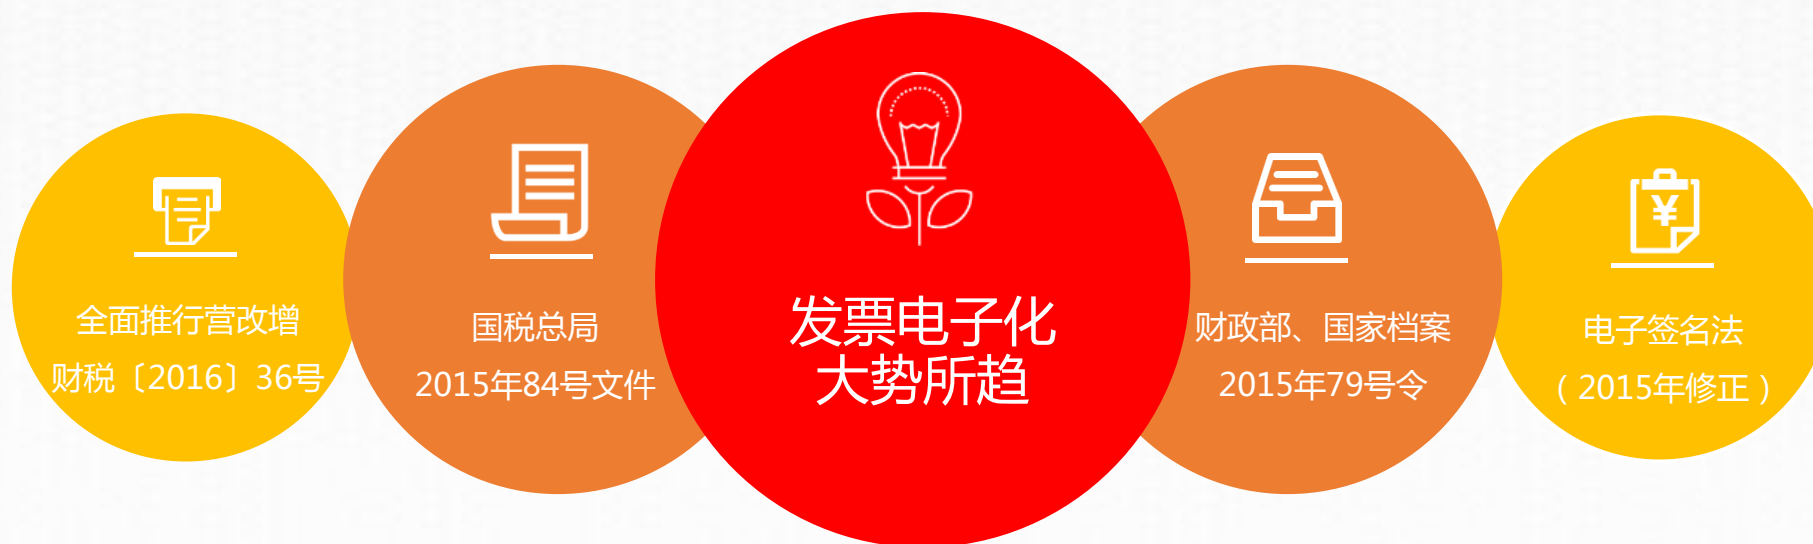 全面推行营改增
财税〔2016〕36号
国税总局
2015年84号文件
发票电子化
大势所趋
财政部、国家档案
2015年79号令
¥
电子签名法
（2015年修正）